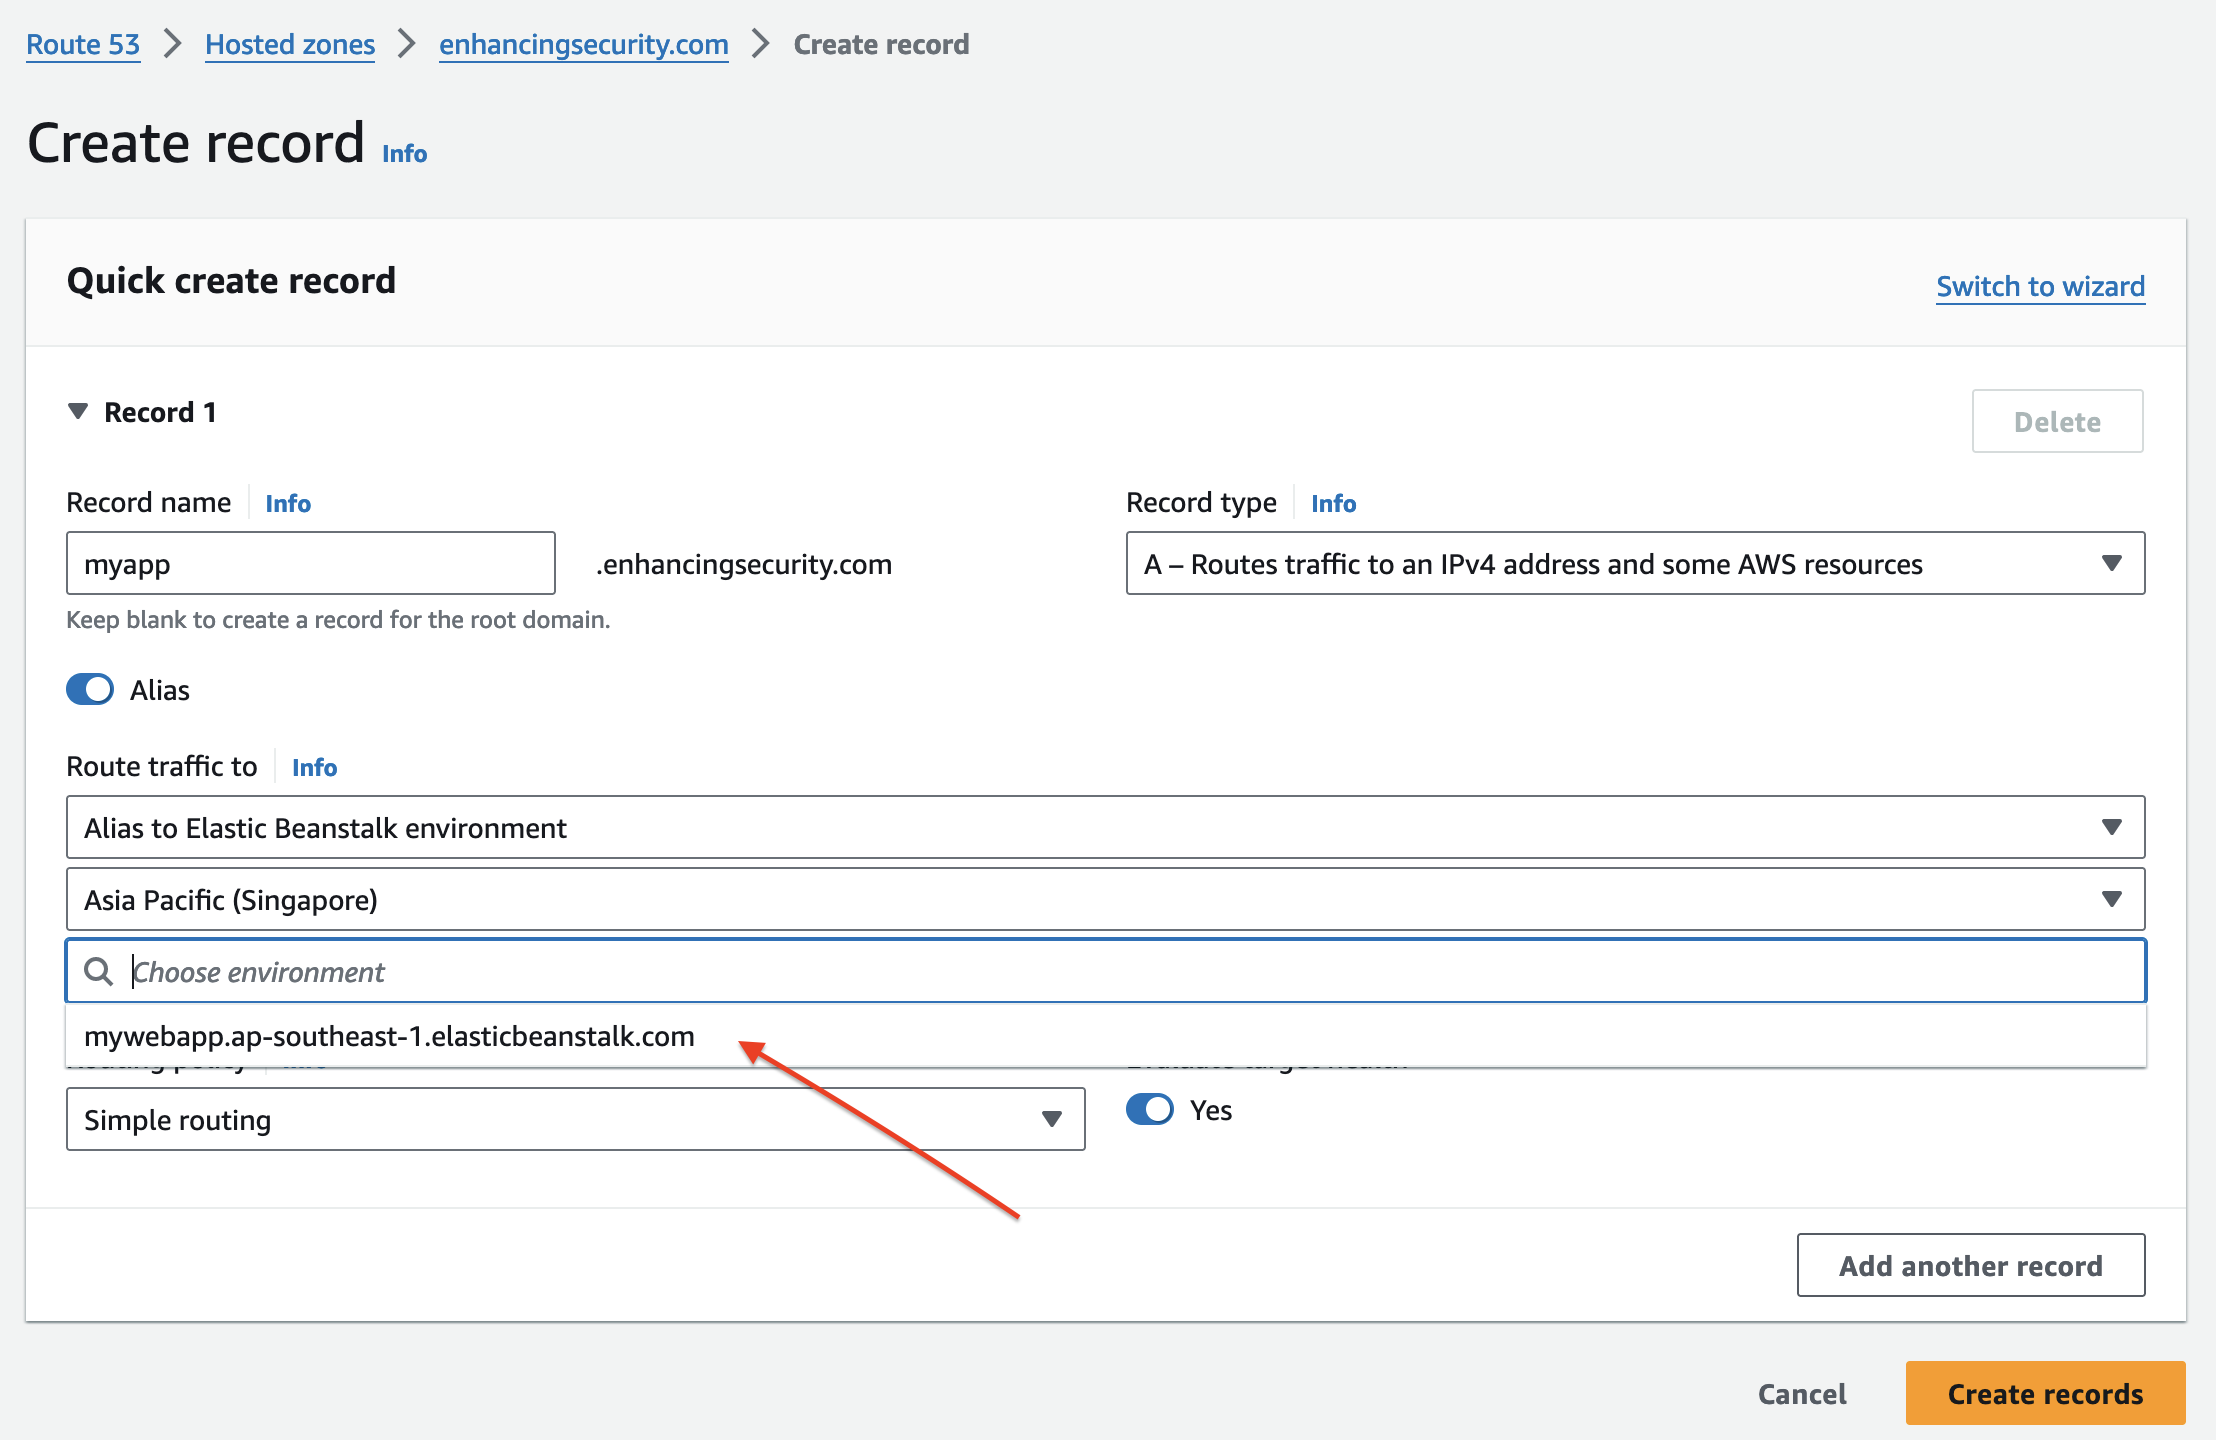 Route 53 > Hosted zones > enhancingsecurity.com > Create record
Create record Info
Quick create record
Switch to wizard
Record 1
Delete
Record name Info
Record type Info
myapp
.enhancingsecurity.com
A – Routes traffic to an IPv4 address and some AWS resources
Keep blank to create a record for the root domain.
Alias
Route traffic to Info
Alias to Elastic Beanstalk environment
Asia Pacific (Singapore)
Choose environment
mywebapp.ap-southeast-1.elasticbeanstalk.com
Simple routing
Yes
Add another record
Cancel
Create records